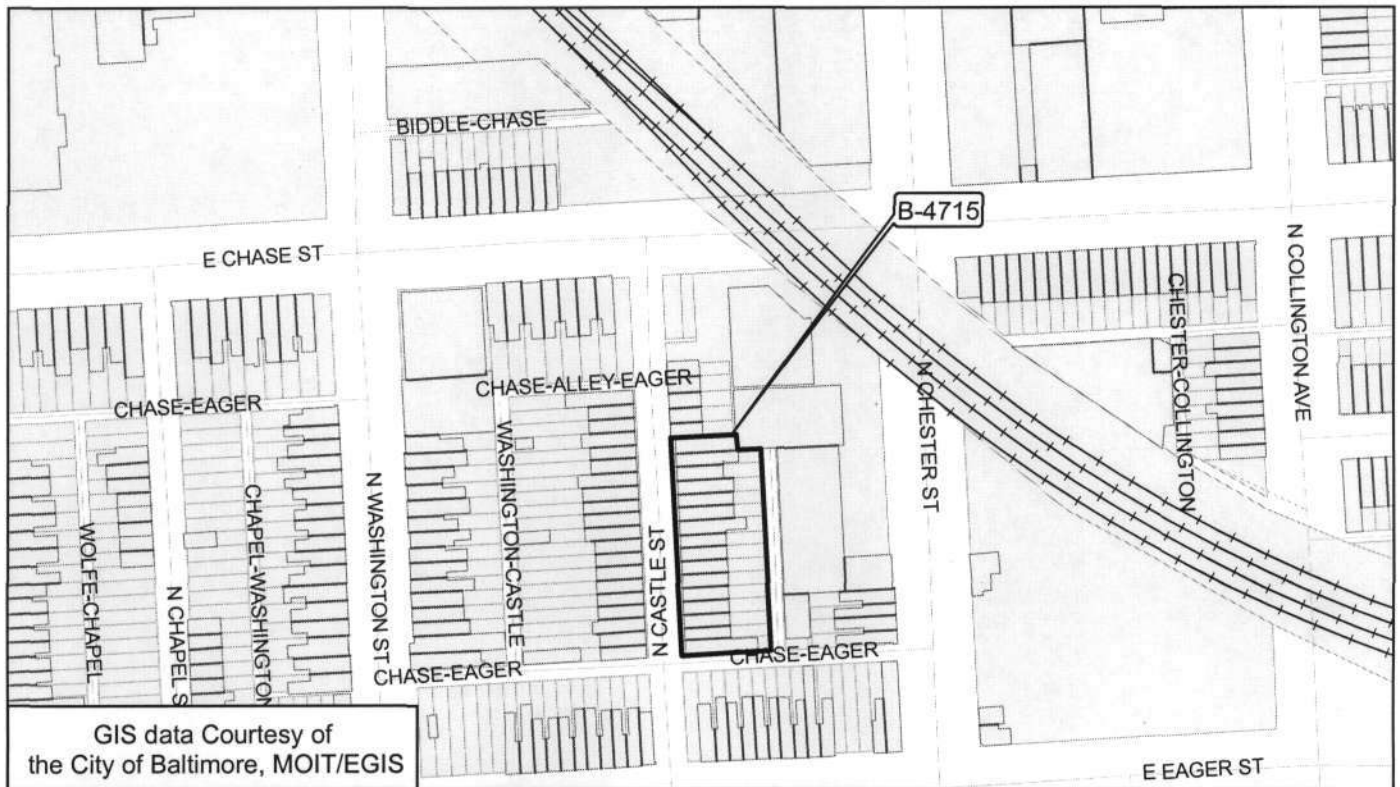 BIDDLE-CHASE
B-4715
E CHASE ST
N COLLINGTON AVE
CHESTER-COLLINGTON
CHASE-ALLEY-EAGER
CHASE-EAGER
N CHESTER ST
WASHINGTON-CASTLE
N WASHINGTON ST
CHAPEL-WASHINGTON
WOLFE-CHAPEL
N CHAPEL S
N CASTLE ST
CHASE-EAGER
CHASE-EAGER
GIS data Courtesy of
the City of Baltimore, MOIT/EGIS
E EAGER ST